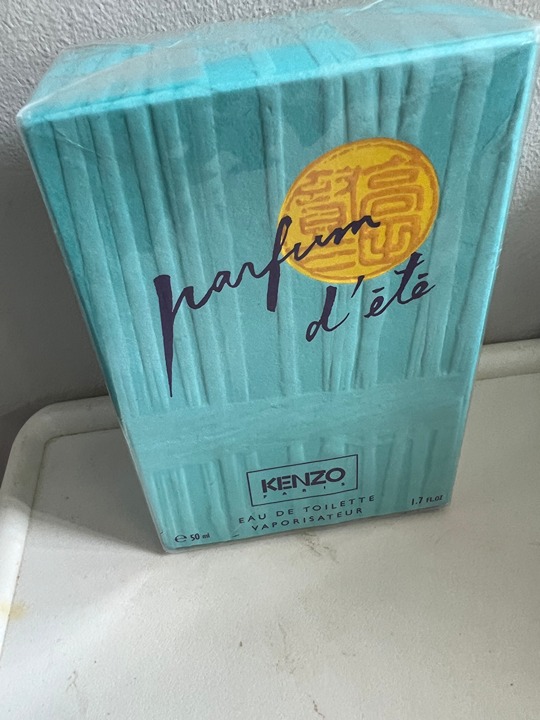 parfum
d'été
KENZO
PARIS
EAU DE TOILETTE
VAPORISATEUR
e 50 ml
1.7 FL.OZ